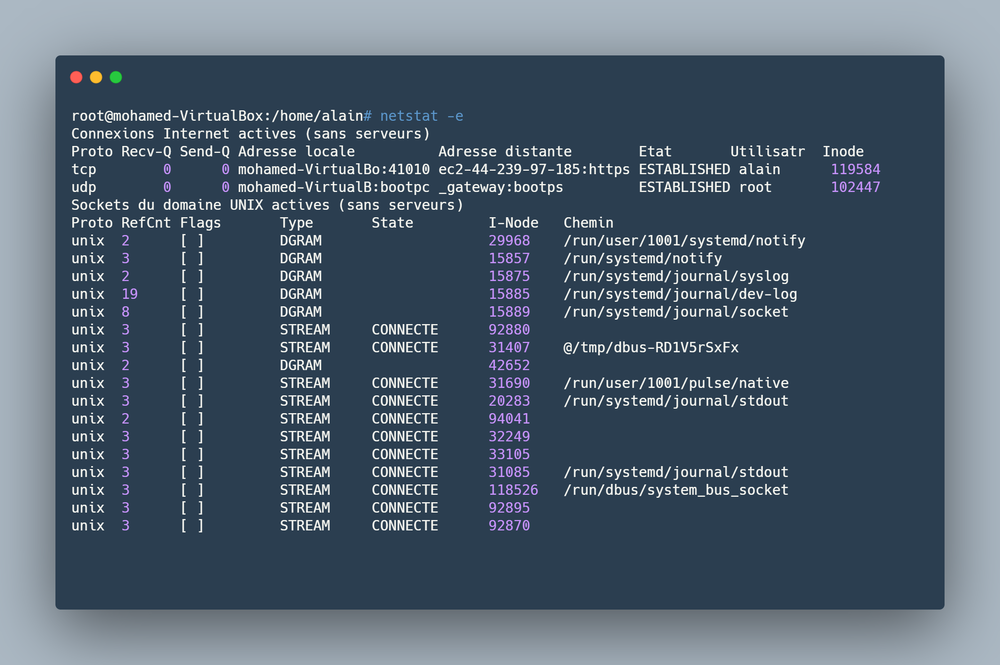 root@mohamed-VirtualBox:/home/alain# netstat -e
Connexions Internet actives (sans serveurs)
Proto Recv-Q Send-Q Adresse locale          Adresse distante        Etat       Utilisatr  Inode
tcp        0      0 mohamed-VirtualBo:41010 ec2-44-239-97-185:https ESTABLISHED alain      119584
udp        0      0 mohamed-VirtualB:bootpc _gateway:bootps         ESTABLISHED root       102447
Sockets du domaine UNIX actives (sans serveurs)
Proto RefCnt Flags       Type       State         I-Node   Chemin
unix  2      [ ]         DGRAM                    29968    /run/user/1001/systemd/notify
unix  3      [ ]         DGRAM                    15857    /run/systemd/notify
unix  2      [ ]         DGRAM                    15875    /run/systemd/journal/syslog
unix  19     [ ]         DGRAM                    15885    /run/systemd/journal/dev-log
unix  8      [ ]         DGRAM                    15889    /run/systemd/journal/socket
unix  3      [ ]         STREAM     CONNECTE      92880
unix  3      [ ]         STREAM     CONNECTE      31407    @/tmp/dbus-RD1V5rSxFx
unix  2      [ ]         DGRAM                    42652
unix  3      [ ]         STREAM     CONNECTE      31690    /run/user/1001/pulse/native
unix  3      [ ]         STREAM     CONNECTE      20283    /run/systemd/journal/stdout
unix  2      [ ]         STREAM     CONNECTE      94041
unix  3      [ ]         STREAM     CONNECTE      32249
unix  3      [ ]         STREAM     CONNECTE      33105
unix  3      [ ]         STREAM     CONNECTE      31085    /run/systemd/journal/stdout
unix  3      [ ]         STREAM     CONNECTE      118526   /run/dbus/system_bus_socket
unix  3      [ ]         STREAM     CONNECTE      92895
unix  3      [ ]         STREAM     CONNECTE      92870